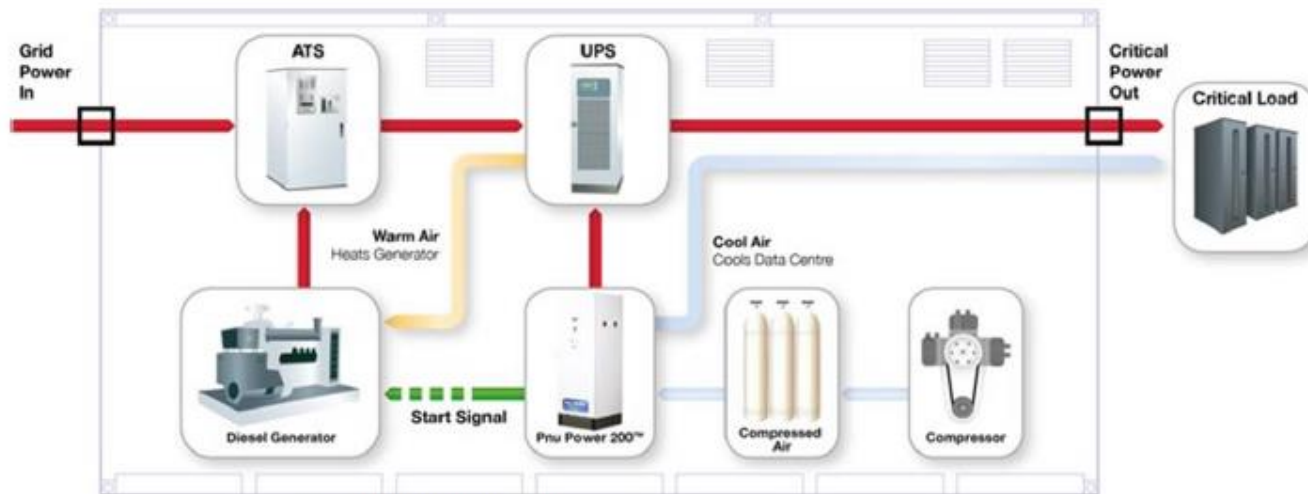 Grid
Power
In
ATS
UPS
Critical
Power
Out
Critical Load
Warm Air
Heats Generator
Cool Air
Cools Data Centre
Start Signal
Diesel Generator
Pnu Power 200™
Compressed
Air
Compressor